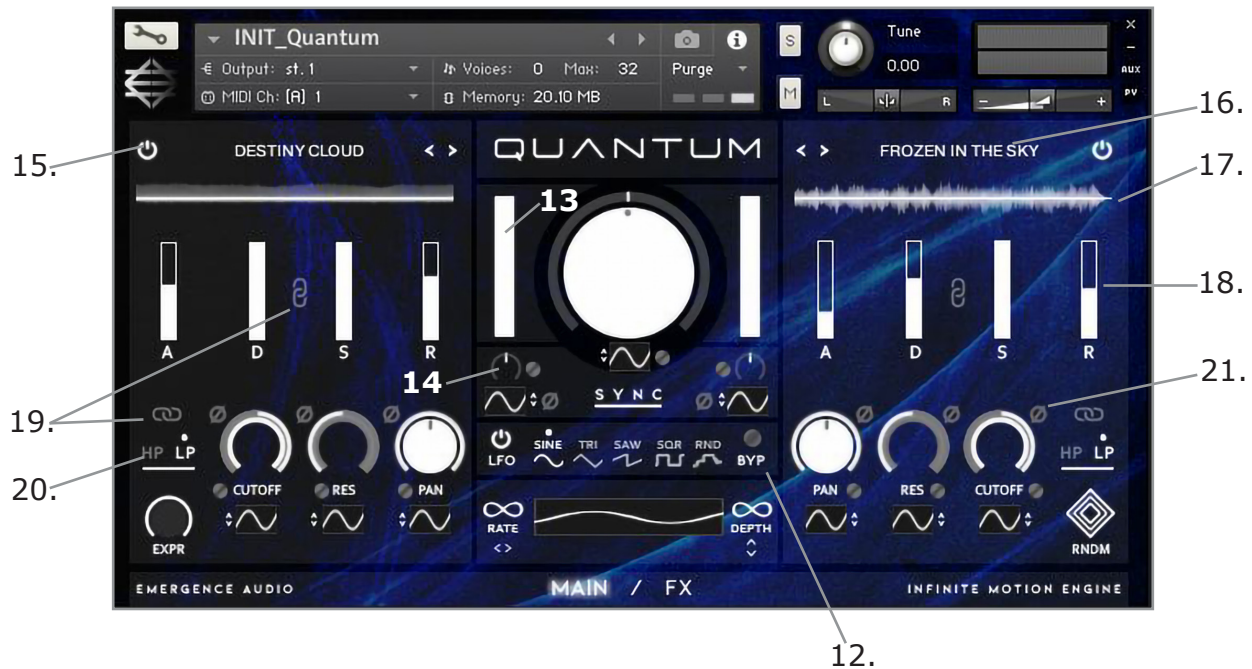 INIT_Quantum
S
Tune
Output: st. 1
Voices: 0 Max: 32
Purge
0.00
AUX
MIDI Ch: [A] 1
Memory: 20.10 MB
M
L
R
PV
16.
15.
DESTINY CLOUD
QUANTUM
FROZEN IN THE SKY
17.
13
18.
A
D
S
R
A
D
S
R
14
SYNC
21.
19.
HP LP
LFO
SINE
TRI
SAW
SQR
RND
BYP
HP LP
20.
CUTOFF
RES
PAN
PAN
RES
CUTOFF
RATE
DEPTH
EXPR
RNDM
EMERGENCE AUDIO
MAIN / FX
INFINITE MOTION ENGINE
12.